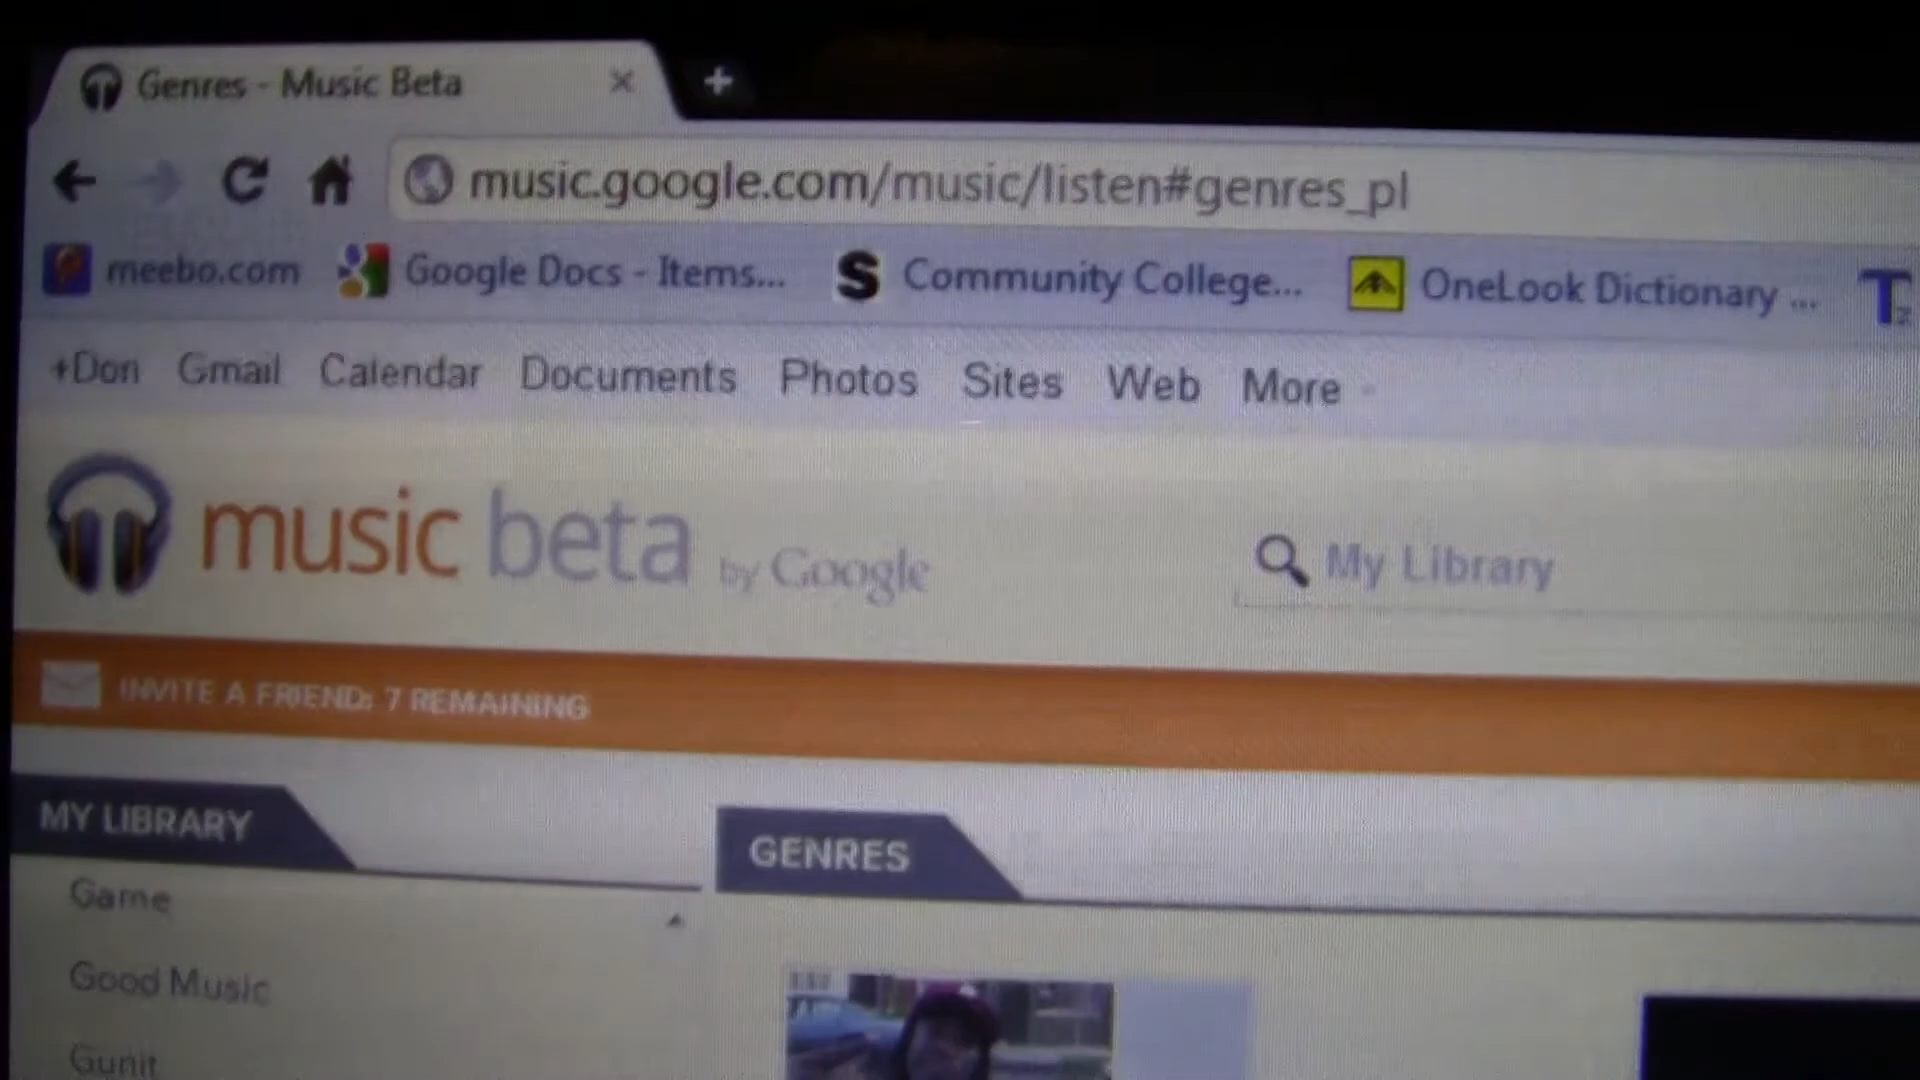 Genres - Music Beta
music.google.com/music/listen#genres_pl
meebo.com Google Docs - Items... S Community College... OneLook Dictionary ... T
+Don Gmail Calendar Documents Photos Sites Web More
music beta by Google My Library
INVITE A FRIEND: 7 REMAINING
MY LIBRARY
GENRES
Game
Good Music
Gunit